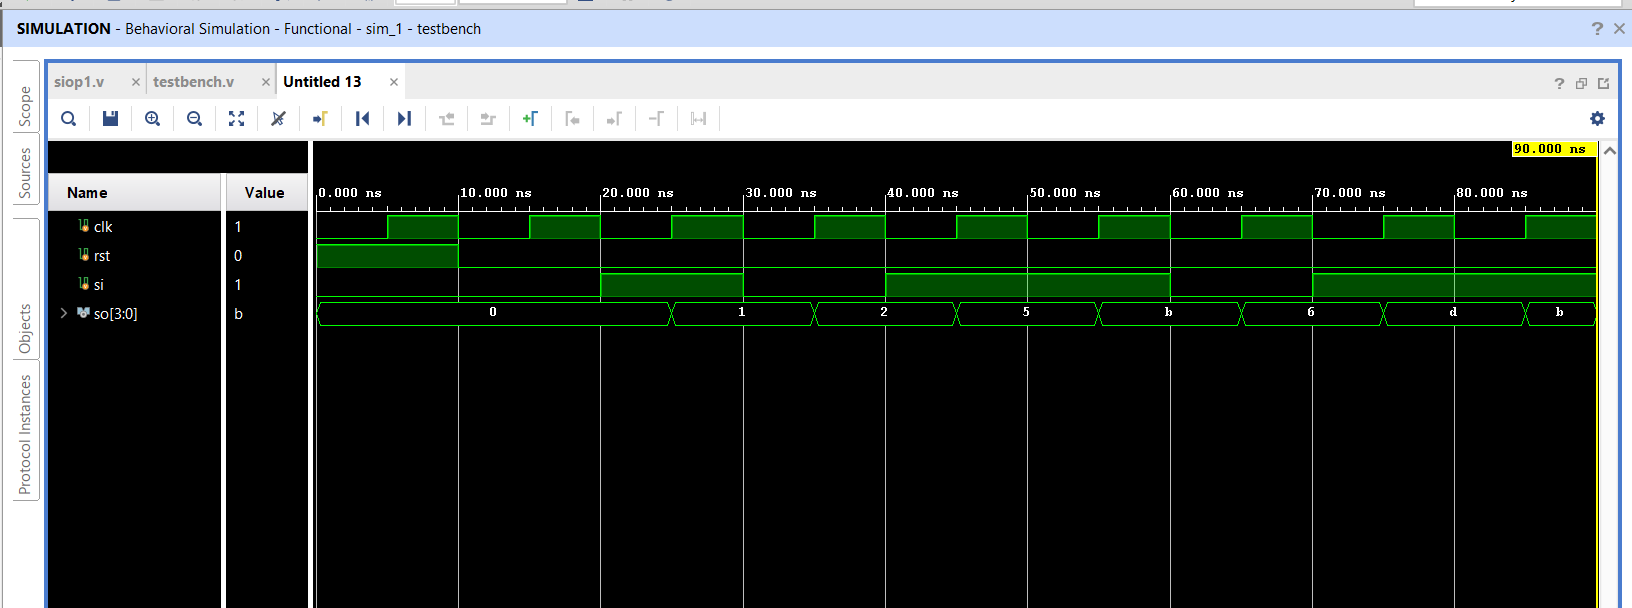 SIMULATION - Behavioral Simulation - Functional - sim_1 - testbench ? ×
Scope
Sources
Objects
Protocol Instances
siop1.v × testbench.v × Untitled 13 × ?
90.000 ns
Name Value
0.000 ns 10.000 ns 20.000 ns 30.000 ns 40.000 ns 50.000 ns 60.000 ns 70.000 ns 80.000 ns
clk 1
rst 0
si 1
so[3:0] b 0 1 2 5 b 6 d b